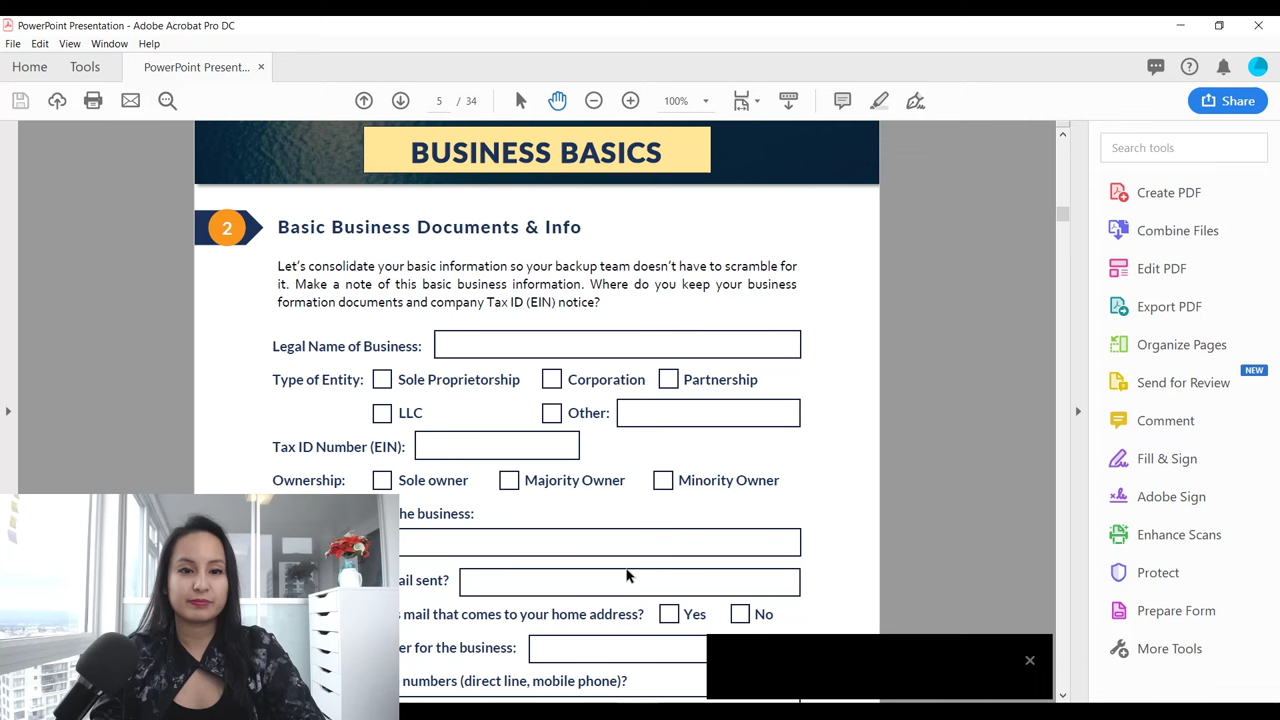 PowerPoint Presentation - Adobe Acrobat Pro DC
File Edit View Window Help
Home Tools PowerPoint Present... ×
5 / 34 100% Share
BUSINESS BASICS
Search tools
2 Basic Business Documents & Info
Let's consolidate your basic information so your backup team doesn't have to scramble for
it. Make a note of this basic business information. Where do you keep your business
formation documents and company Tax ID (EIN) notice?
Legal Name of Business:
Type of Entity: Sole Proprietorship Corporation Partnership
LLC Other:
Tax ID Number (EIN):
Ownership: Sole owner Majority Owner Minority Owner
he business:
ail sent?
s mail that comes to your home address? Yes No
er for the business:
numbers (direct line, mobile phone)?
Create PDF
Combine Files
Edit PDF
Export PDF
Organize Pages
Send for Review NEW
Comment
Fill & Sign
Adobe Sign
Enhance Scans
Protect
Prepare Form
More Tools